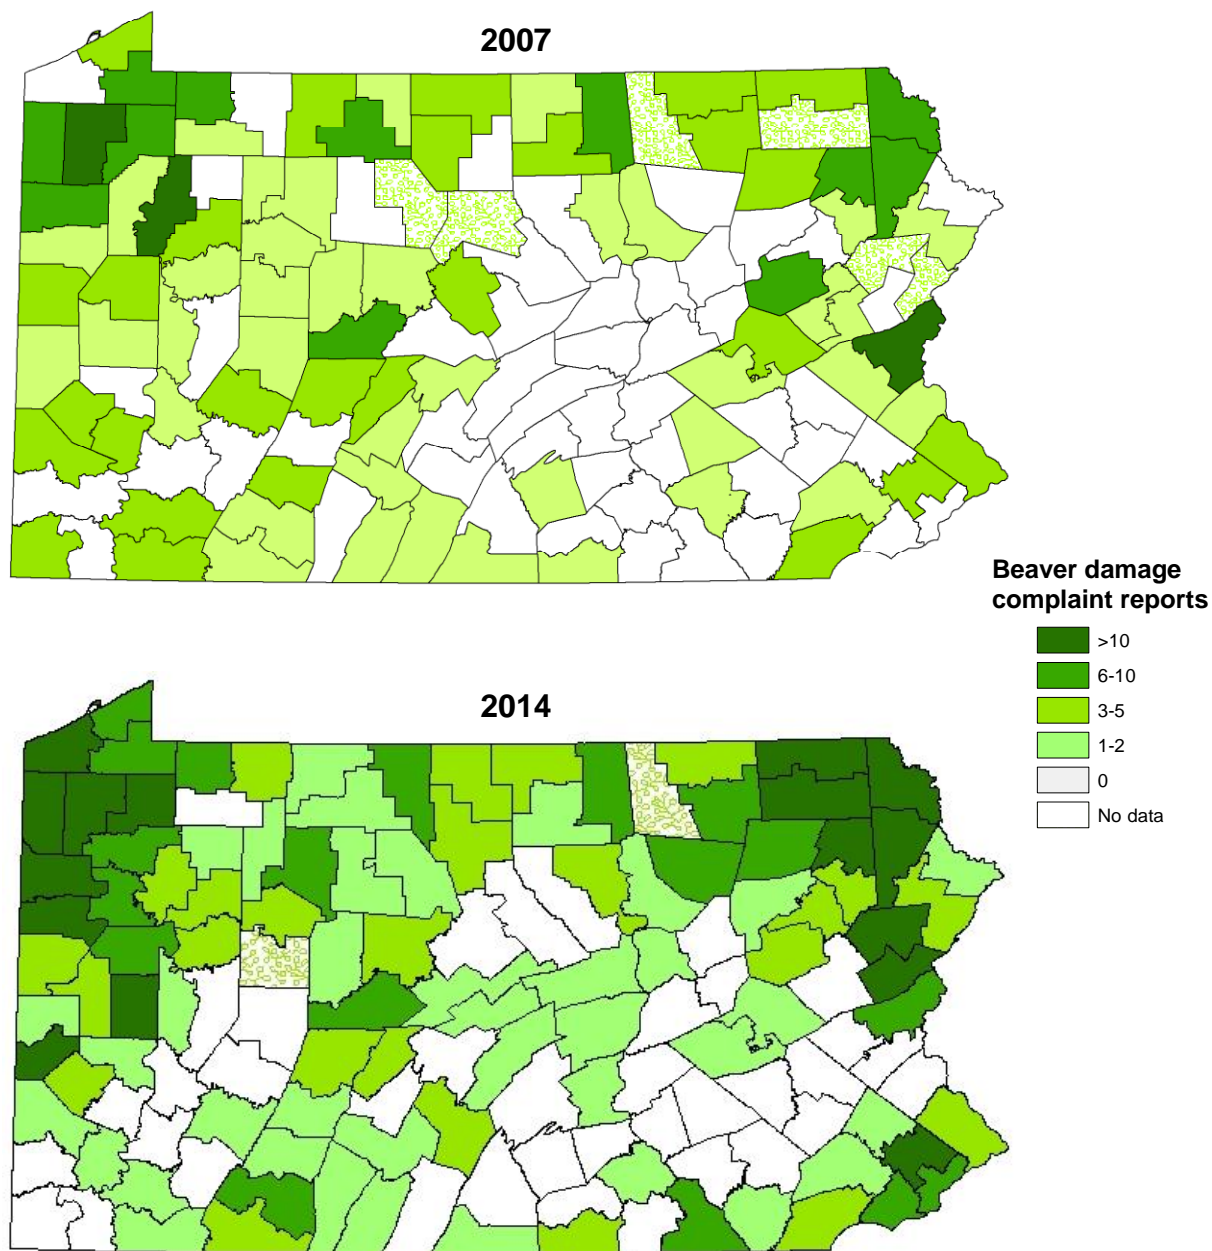 2007
Beaver damage
complaint reports
>10
6-10
3-5
1-2
0
No data
2014